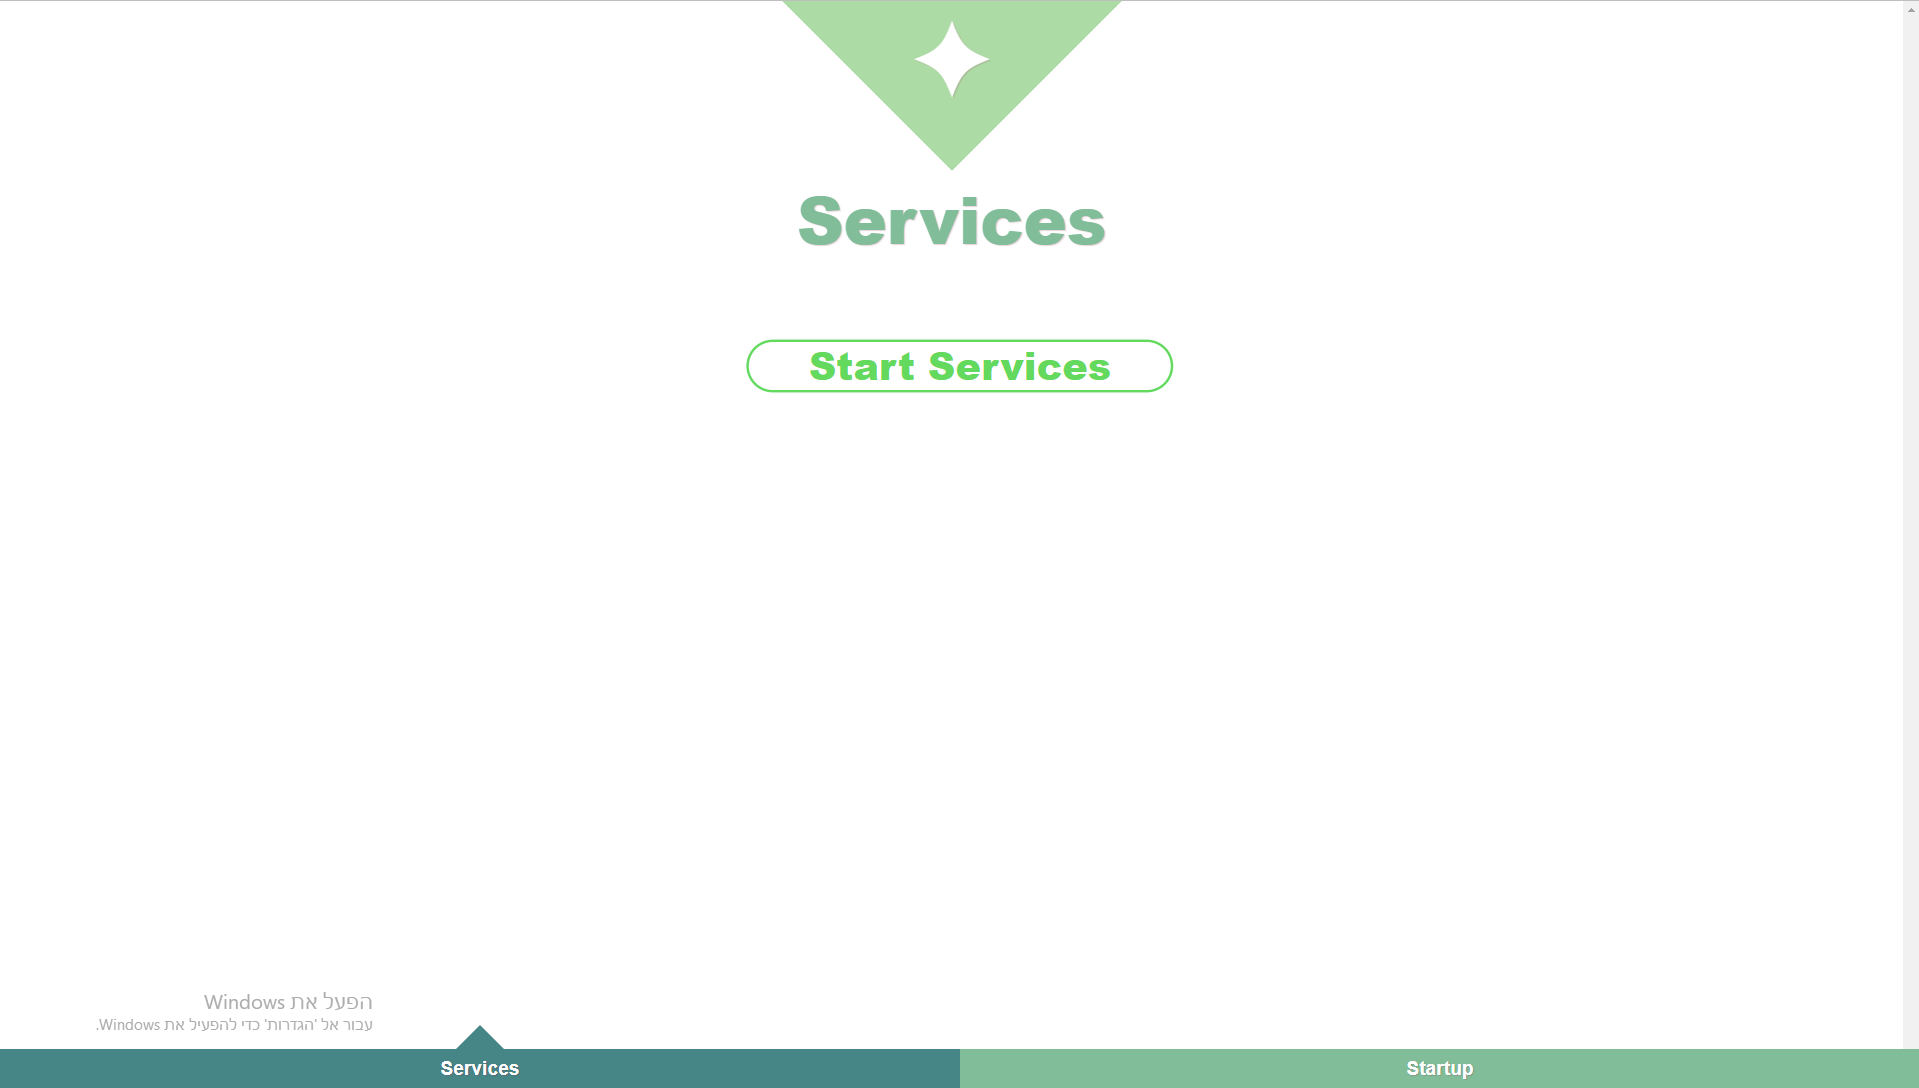 Services
Start Services
הפעל את Windows
עבור אל 'הגדרות' כדי להפעיל את Windows.
Services
Startup